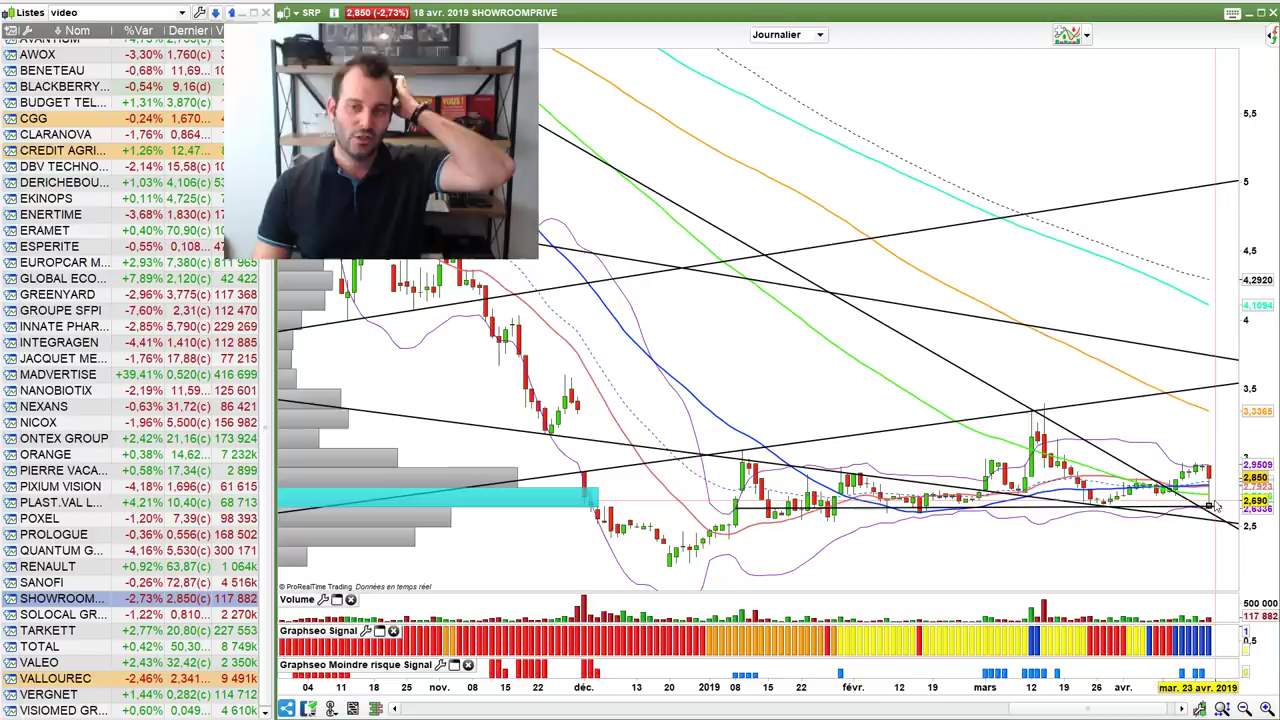 Listes video
SRP 2,850 (-2,73%) 18 avr. 2019 SHOWROOMPRIVE
Nom %Var Dernier V
Journalier
AVANTIUM
AWOX -3,30% 1,760(c)
BENETEAU -0,68% 11,69...
BLACKBERRY... -0,54% 9,16(d)
BUDGET TEL... +1,31% 3,870(c)
CGG -0,24% 1,670...
CLARANOVA -1,76% 0,864...
CREDIT AGRI... +1,26% 12,47...
DBV TECHNO... -2,14% 15,58(c)
DERICHEBOU... +1,03% 4,106(c)
EKINOPS +0,11% 4,725(c)
ENERTIME -3,68% 1,830(c)
ERAMET +0,40% 70,90(c)
ESPERITE -0,55% 0,108...
EUROPCAR M... +2,93% 7,380(c) 811 965
GLOBAL ECO... +7,89% 2,120(c) 42 422
GREENYARD -2,96% 3,775(c) 117 368
GROUPE SFPI -7,60% 2,31(c) 112 470
INNATE PHAR... -2,85% 5,790(c) 229 269
INTEGRAGEN -4,41% 1,410(c) 112 884
JACQUET ME... -1,76% 17,88(c) 77 215
MADVERTISE +39,41% 0,520(c) 416 699
NANOBIOTIX -2,19% 11,59... 125 601
NEXANS -0,63% 31,72(c) 86 421
NICOX -1,96% 5,500(c) 156 982
ONTEX GROUP +2,42% 21,16(c) 173 924
ORANGE +0,38% 14,62... 4 522k
PIERRE VACA... +0,58% 17,34(c) 2 899
PIXIUM VISION -4,18% 1,696(c) 61 615
PLAST.VAL L... +4,21% 10,40(c) 68 713
POXEL -1,20% 7,39(c) 98 393
PROLOGUE -0,36% 0,556(c) 168 502
QUANTUM G... -4,16% 5,530(c) 300 171
RENAULT +0,92% 63,87(c) 1 064k
SANOFI -0,26% 72,87(c) 4 516k
SHOWROOM... -2,73% 2,850(c) 117 882
SOLOCAL GR... -1,22% 0,810... 2 270k
TARKETT +2,77% 20,80(c) 227 553
TOTAL +0,42% 50,30...
VALEO +2,43% 32,42(c) 2 350k
VALLOUREC -2,46% 2,341... 9 491k
VERGNET +1,44% 0,282(c) 114 712
VISIOMED GR... +0,60% 0,049... 4 610k
VOUS !
5,5
5
4,5
4,2920
4,1094
4
3,5
3,3365
3
2,9509
2,850
2,690
2,5
© ProRealTime Trading Données en temps réel
Volume
500 000
117 882
Graphseo Signal
1
0,5
Graphseo Moindre risque Signal
04 11 18 25 nov. 15 22 déc. 13 20 2019 08 15 22 févr. 12 19 mars 12 19 26 avr. mar. 23 avr. 2019